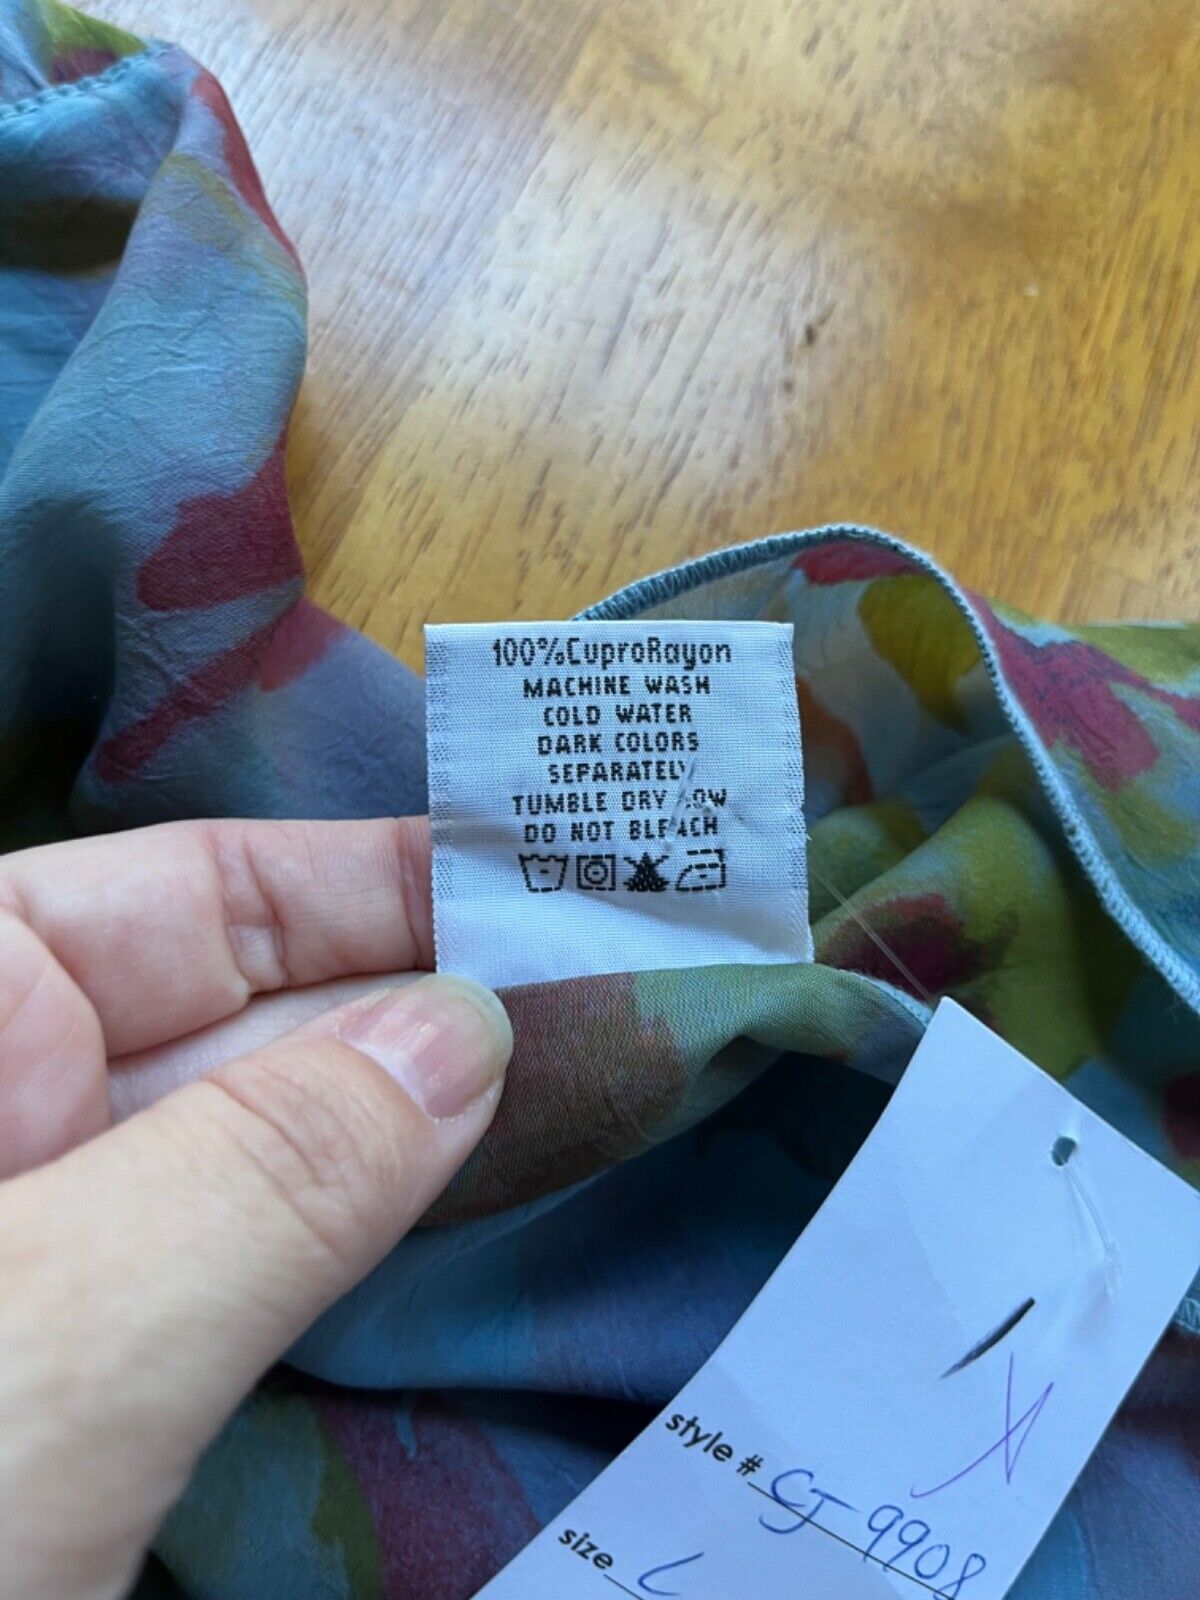 100%CuproRayon
MACHINE WASH
COLD WATER
DARK COLORS
SEPARATELY
TUMBLE DRY LOW
DO NOT BLEACH
style # CJ-9908
size L